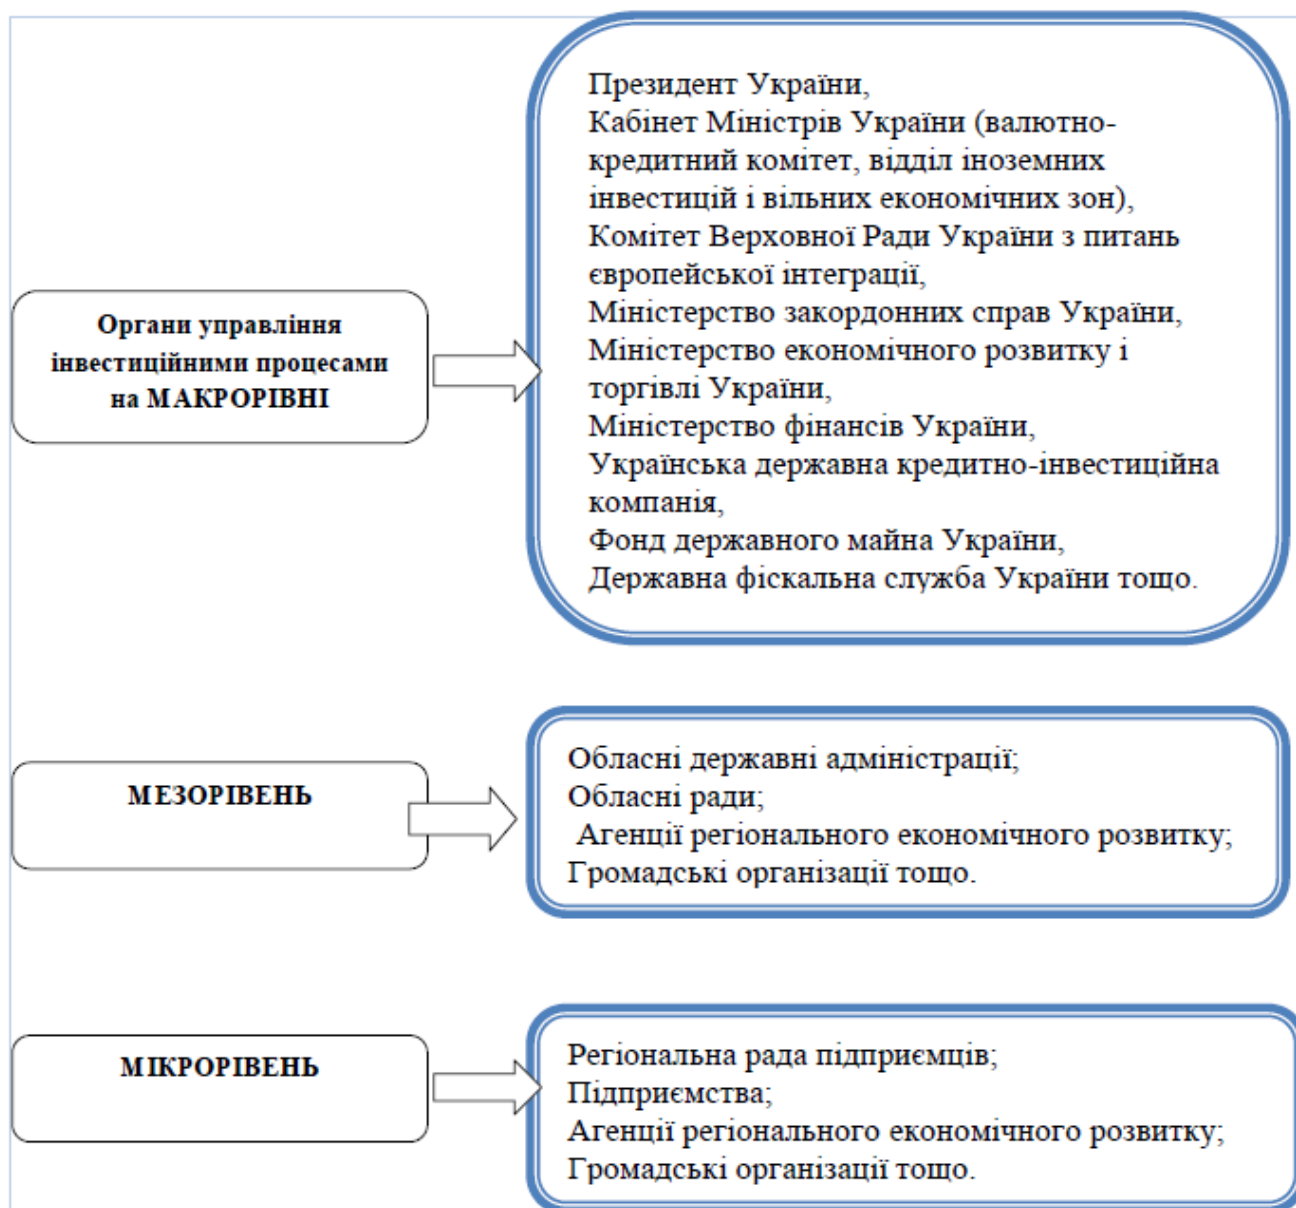 Органи управління
інвестиційними процесами
на МАКРОРІВНІ
Президент України,
Кабінет Міністрів України (валютно-
кредитний комітет, відділ іноземних
інвестицій і вільних економічних зон),
Комітет Верховної Ради України з питань
європейської інтеграції,
Міністерство закордонних справ України,
Міністерство економічного розвитку і
торгівлі України,
Міністерство фінансів України,
Українська державна кредитно-інвестиційна
компанія,
Фонд державного майна України,
Державна фіскальна служба України тощо.
МЕЗОРІВЕНЬ
Обласні державні адміністрації;
Обласні ради;
Агенції регіонального економічного розвитку;
Громадські організації тощо.
МІКРОРІВЕНЬ
Регіональна рада підприємців;
Підприємства;
Агенції регіонального економічного розвитку;
Громадські організації тощо.